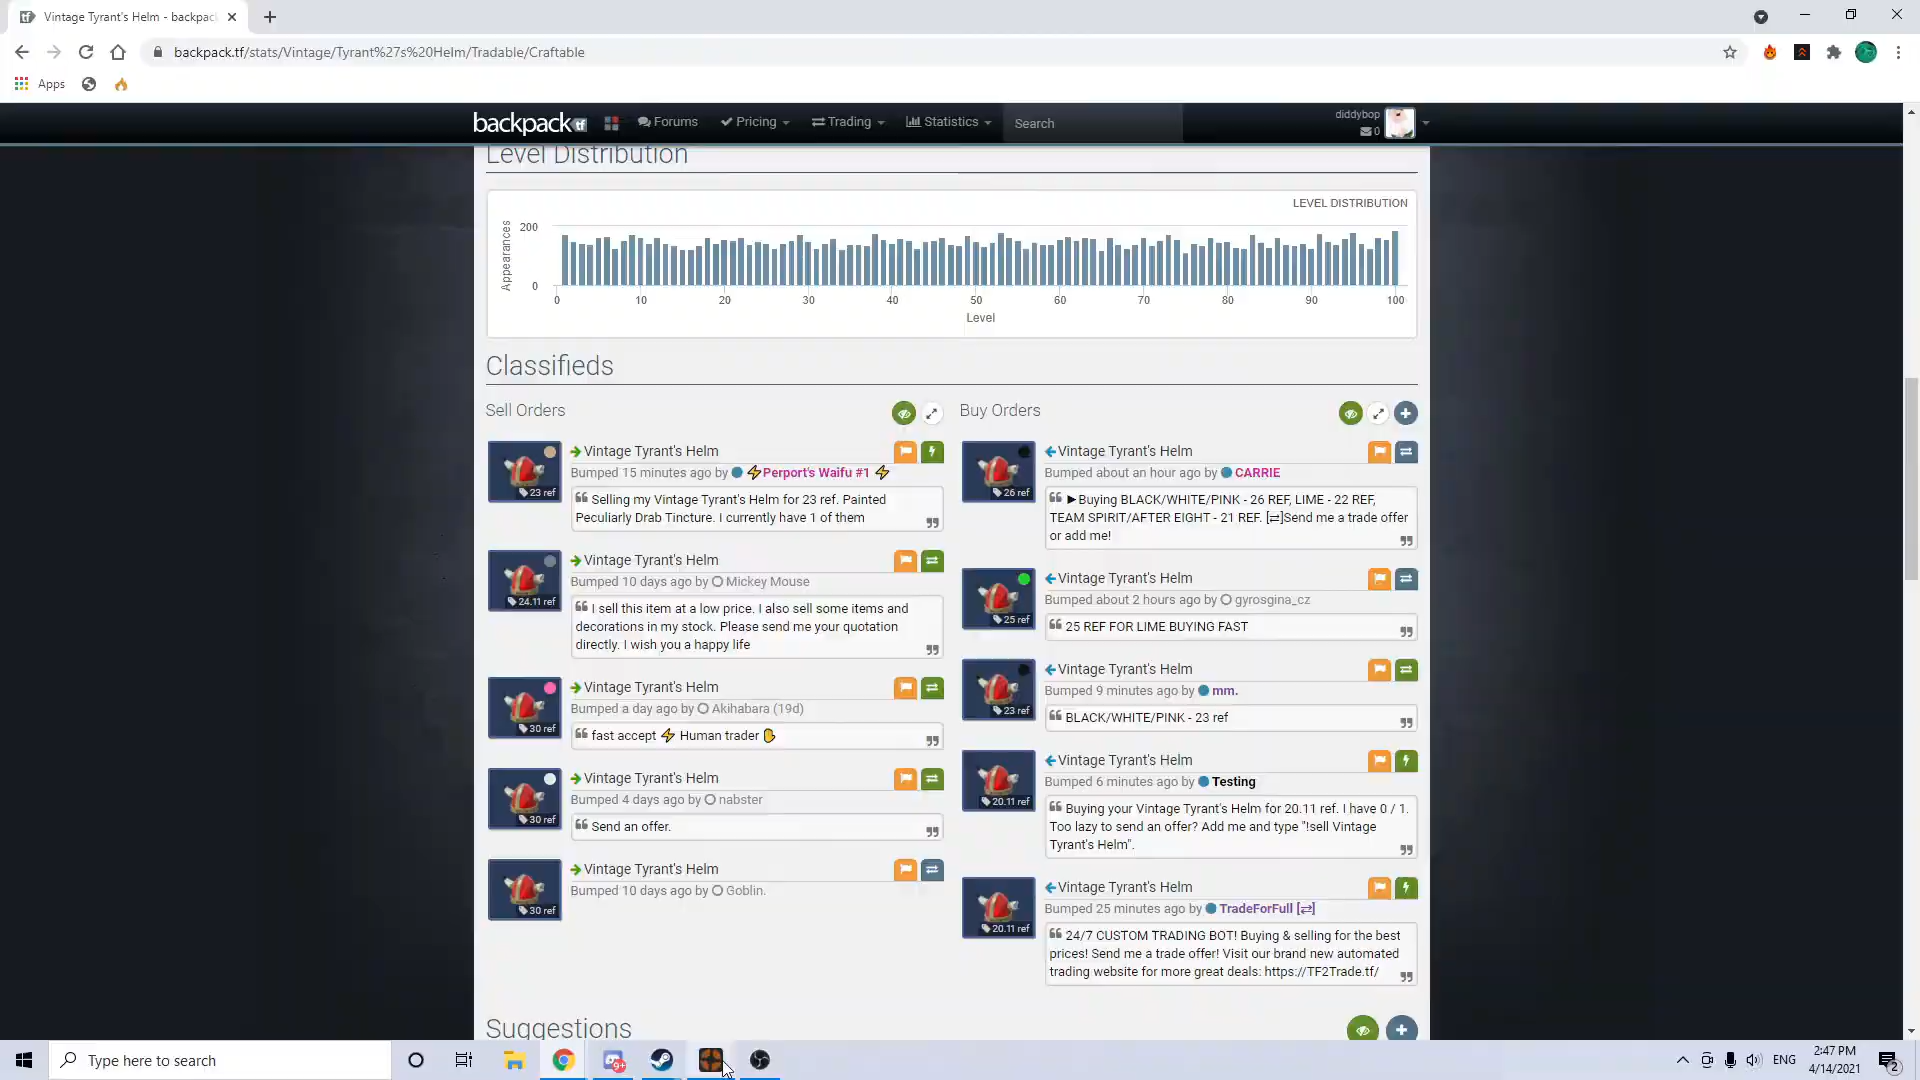 Vintage Tyrant's Helm - backpac
backpack.tf/stats/Vintage/Tyrant%27s%20Helm/Tradable/Craftable
Apps
backpack tf
Forums
Pricing
Trading
Statistics
Search
diddybop
0
Level Distribution
LEVEL DISTRIBUTION
Appearances
200
0
0 10 20 30 40 50 60 70 80 90 100
Level
Classifieds
Sell Orders
23 ref
Vintage Tyrant's Helm
Bumped 15 minutes ago by ⚡Perport's Waifu #1 ⚡
Selling my Vintage Tyrant's Helm for 23 ref. Painted
Peculiarly Drab Tincture. I currently have 1 of them
24.11 ref
Vintage Tyrant's Helm
Bumped 10 days ago by Mickey Mouse
I sell this item at a low price. I also sell some items and
decorations in my stock. Please send me your quotation
directly. I wish you a happy life
30 ref
Vintage Tyrant's Helm
Bumped a day ago by Akihabara (19d)
fast accept ⚡ Human trader ✋
30 ref
Vintage Tyrant's Helm
Bumped 4 days ago by nabster
Send an offer.
30 ref
Vintage Tyrant's Helm
Bumped 10 days ago by Goblin.
Buy Orders
26 ref
Vintage Tyrant's Helm
Bumped about an hour ago by CARRIE
►Buying BLACK/WHITE/PINK - 26 REF, LIME - 22 REF,
TEAM SPIRIT/AFTER EIGHT - 21 REF. [⇄]Send me a trade offer
or add me!
25 ref
Vintage Tyrant's Helm
Bumped about 2 hours ago by gyrosgina_cz
25 REF FOR LIME BUYING FAST
23 ref
Vintage Tyrant's Helm
Bumped 9 minutes ago by mm.
BLACK/WHITE/PINK - 23 ref
20.11 ref
Vintage Tyrant's Helm
Bumped 6 minutes ago by Testing
Buying your Vintage Tyrant's Helm for 20.11 ref. I have 0 / 1.
Too lazy to send an offer? Add me and type "!sell Vintage
Tyrant's Helm".
20.11 ref
Vintage Tyrant's Helm
Bumped 25 minutes ago by TradeForFull [⇄]
24/7 CUSTOM TRADING BOT! Buying & selling for the best
prices! Send me a trade offer! Visit our brand new automated
trading website for more great deals: https://TF2Trade.tf/
Suggestions
Type here to search
9+
ENG
2:47 PM
4/14/2021
2